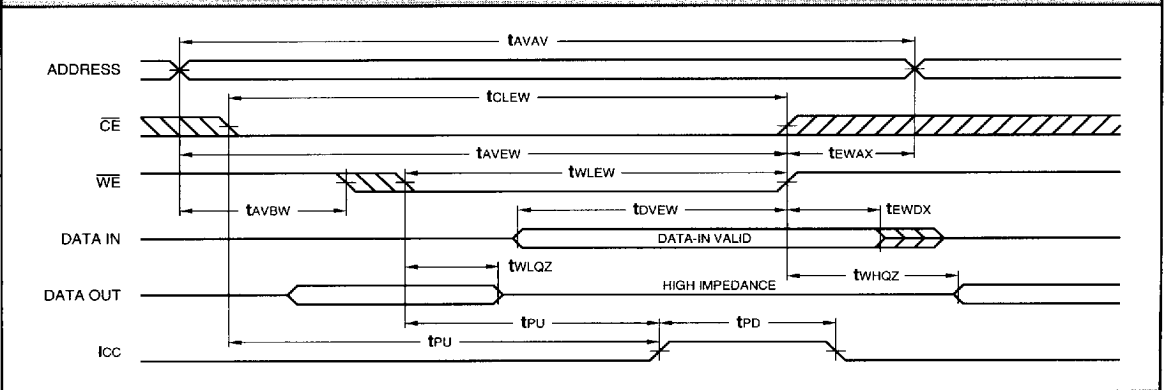 tAVAV
ADDRESS
tCLEW
CE
tAVEW
tEWAX
WE
tWLEW
tAVBW
tDVEW
tEWDX
DATA IN
DATA-IN VALID
tWLQZ
tWHQZ
DATA OUT
HIGH IMPEDANCE
tPU
tPD
tPU
ICC